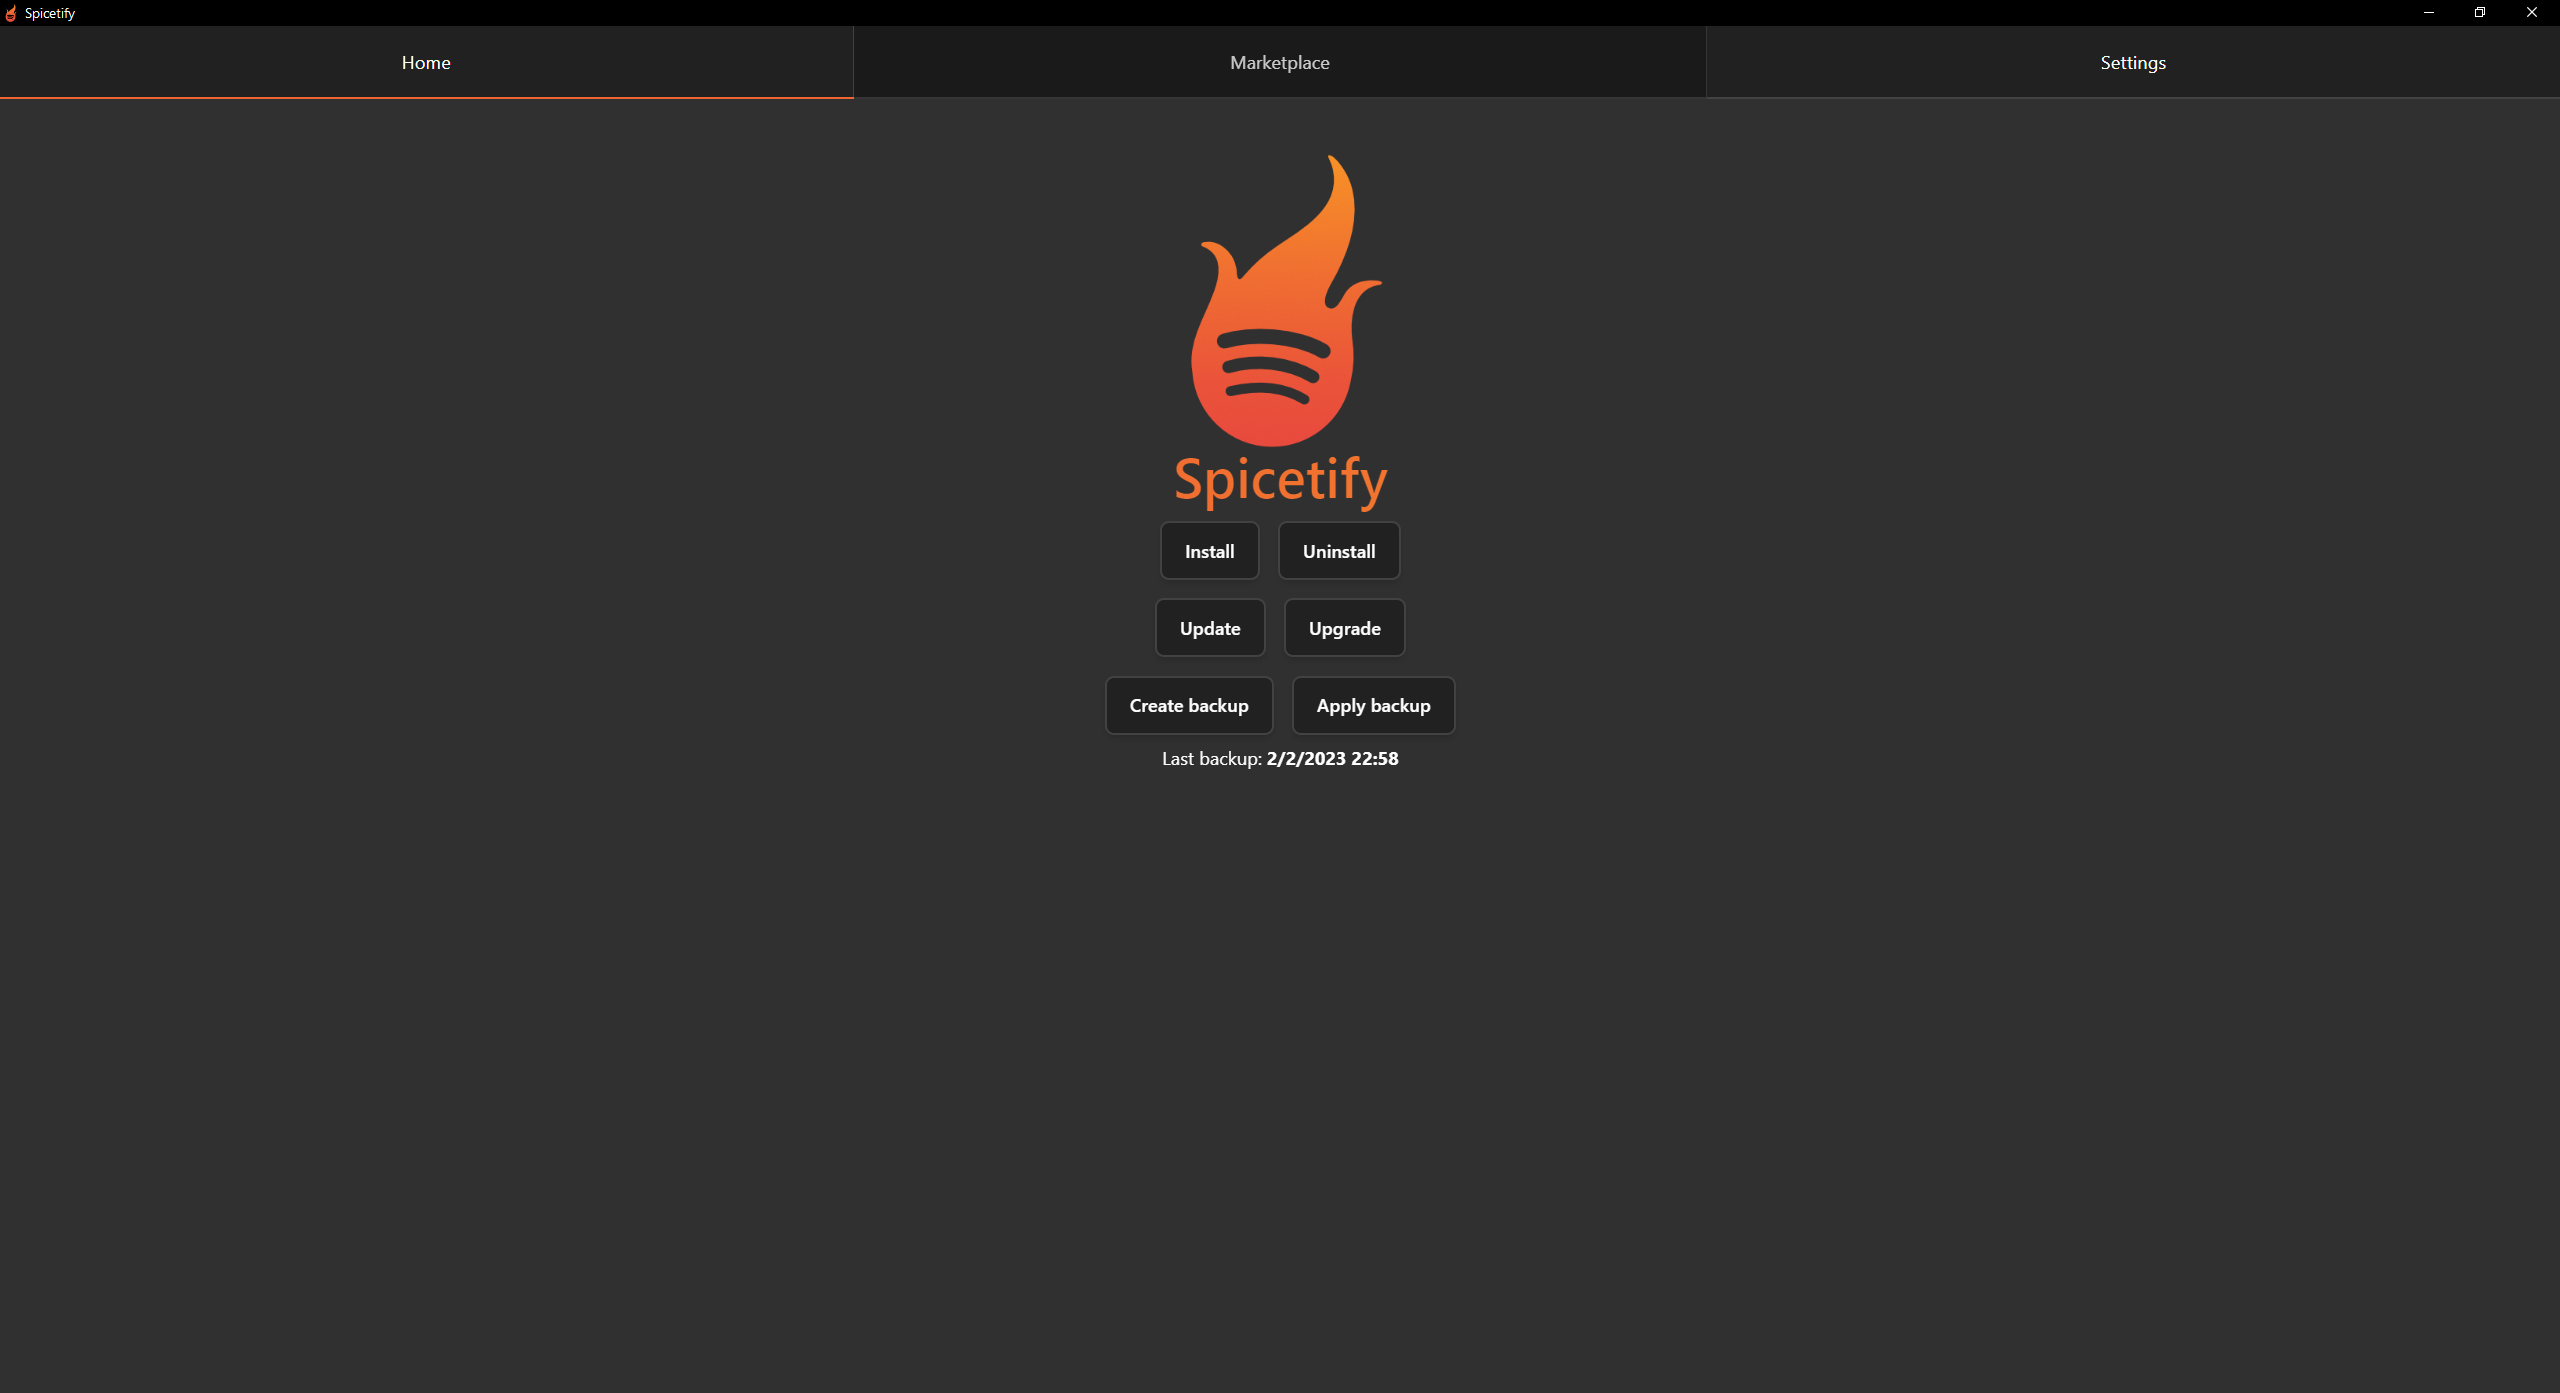 Spicetify
Home Marketplace Settings
Spicetify
Install Uninstall
Update Upgrade
Create backup Apply backup
Last backup: 2/2/2023 22:58